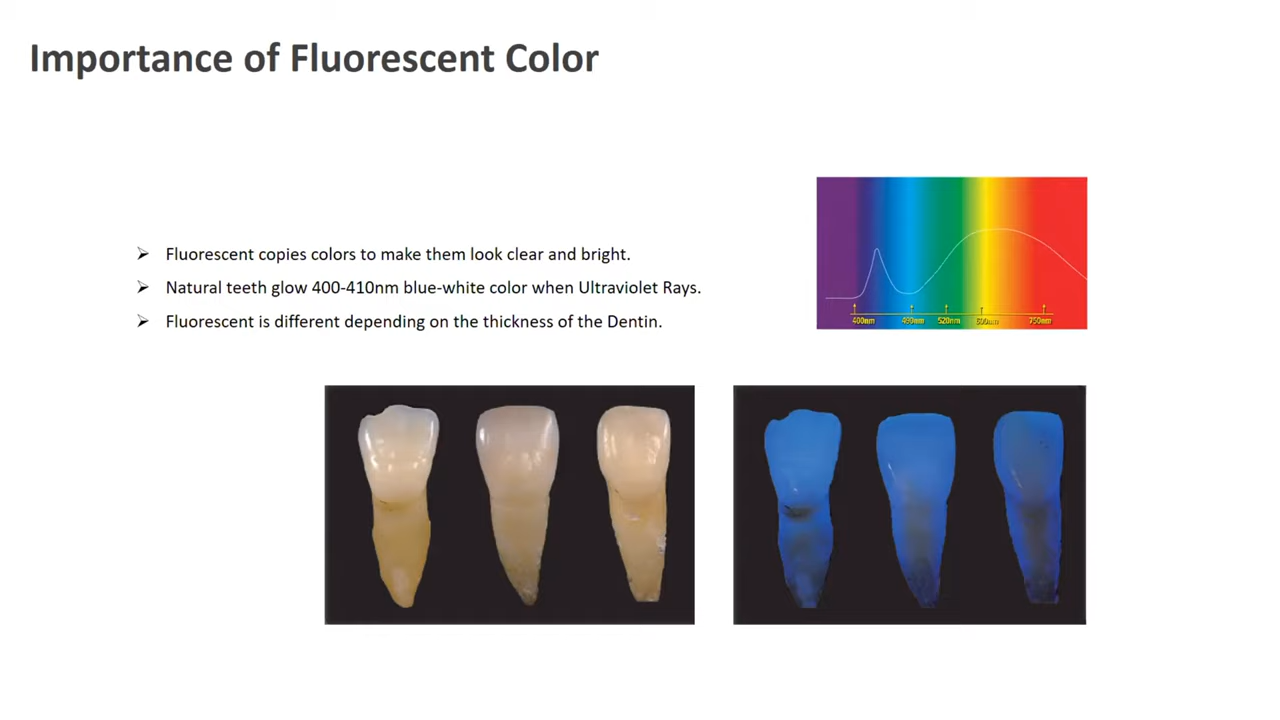 Importance of Fluorescent Color
Fluorescent copies colors to make them look clear and bright.
Natural teeth glow 400-410nm blue-white color when Ultraviolet Rays.
Fluorescent is different depending on the thickness of the Dentin.
400nm 490nm 520nm 600nm 750nm